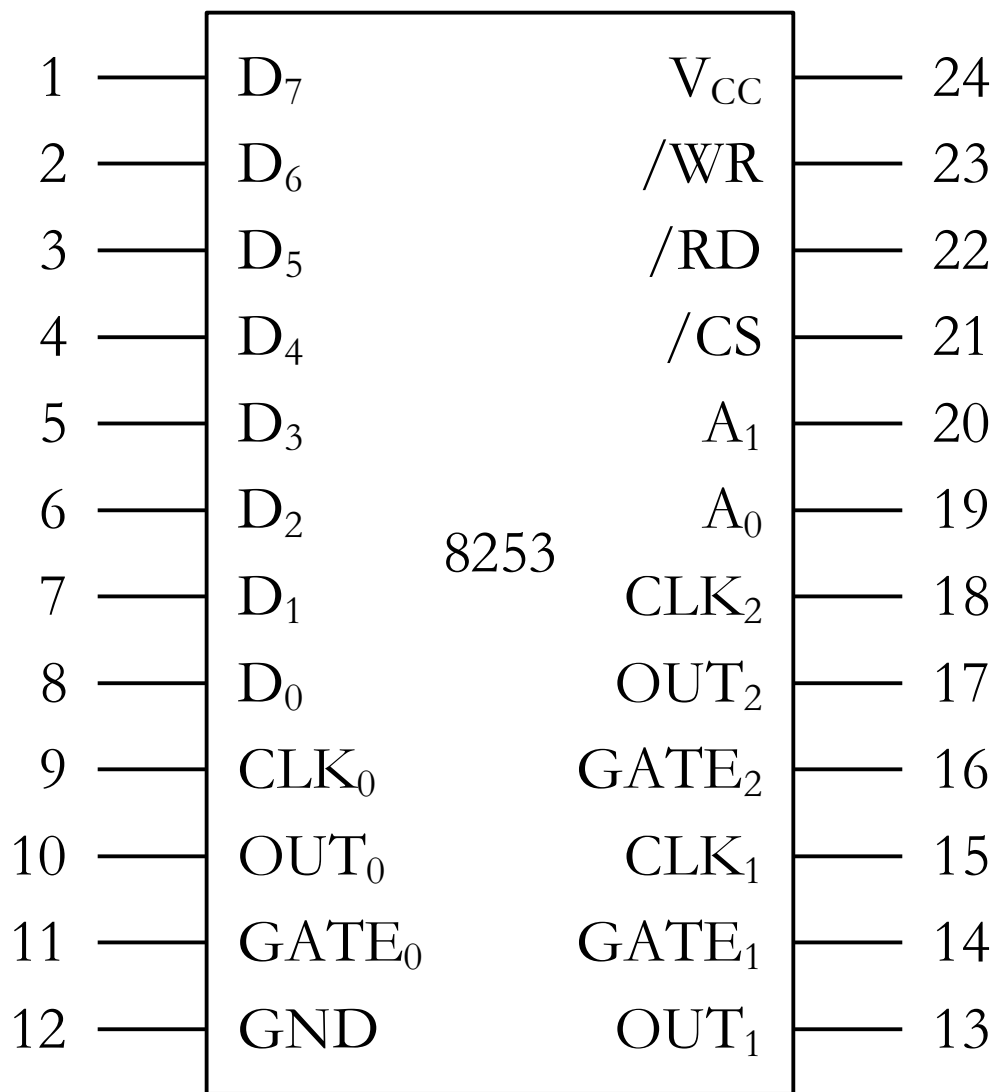 1 D7 VCC 24
2 D6 /WR 23
3 D5 /RD 22
4 D4 /CS 21
5 D3 A1 20
6 D2 A0 19
8253
7 D1 CLK2 18
8 D0 OUT2 17
9 CLK0 GATE2 16
10 OUT0 CLK1 15
11 GATE0 GATE1 14
12 GND OUT1 13